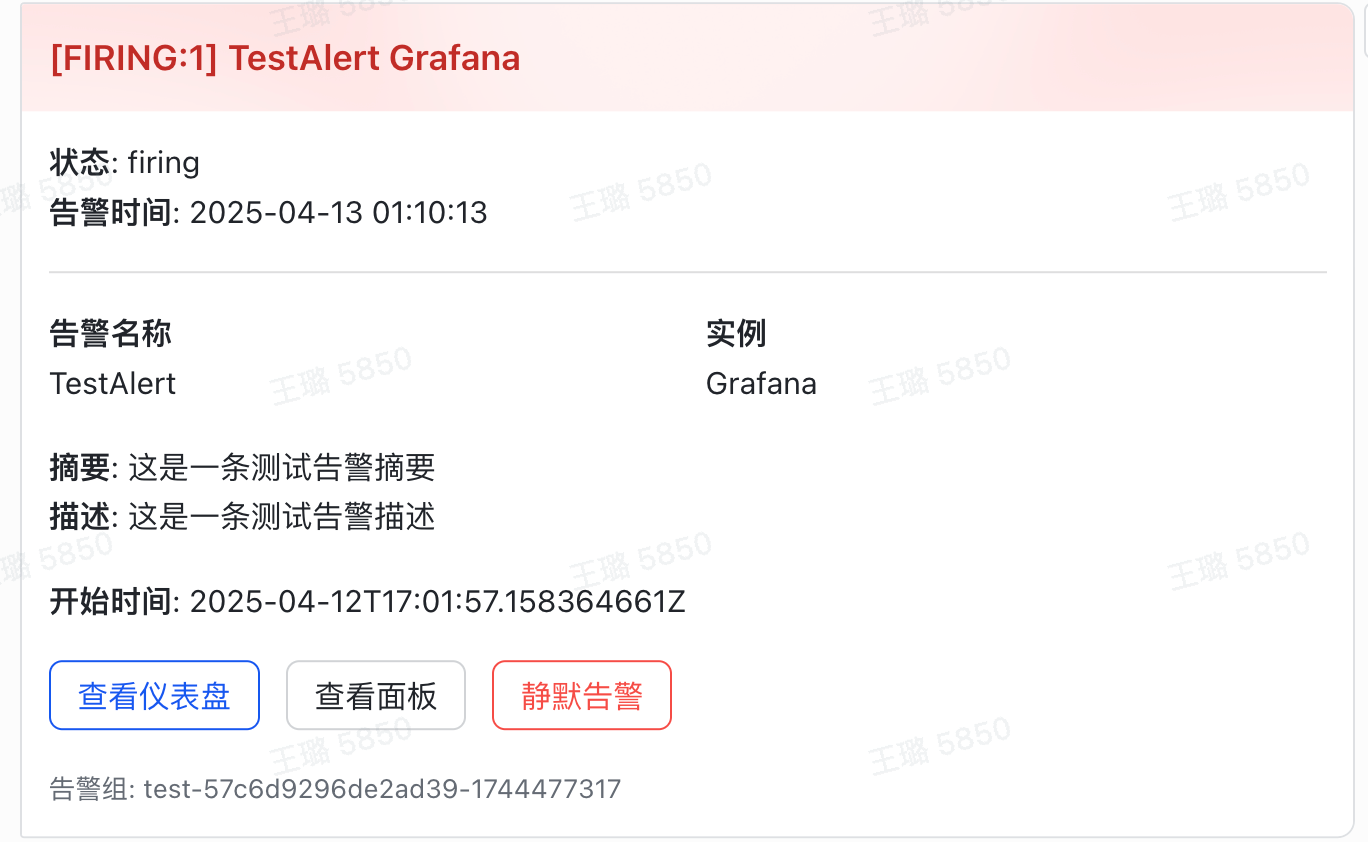 [FIRING:1] TestAlert Grafana
状态: firing
告警时间: 2025-04-13 01:10:13
告警名称
实例
TestAlert
Grafana
摘要: 这是一条测试告警摘要
描述: 这是一条测试告警描述
开始时间: 2025-04-12T17:01:57.158364661Z
查看仪表盘 查看面板 静默告警
告警组: test-57c6d9296de2ad39-1744477317
王璐 5850